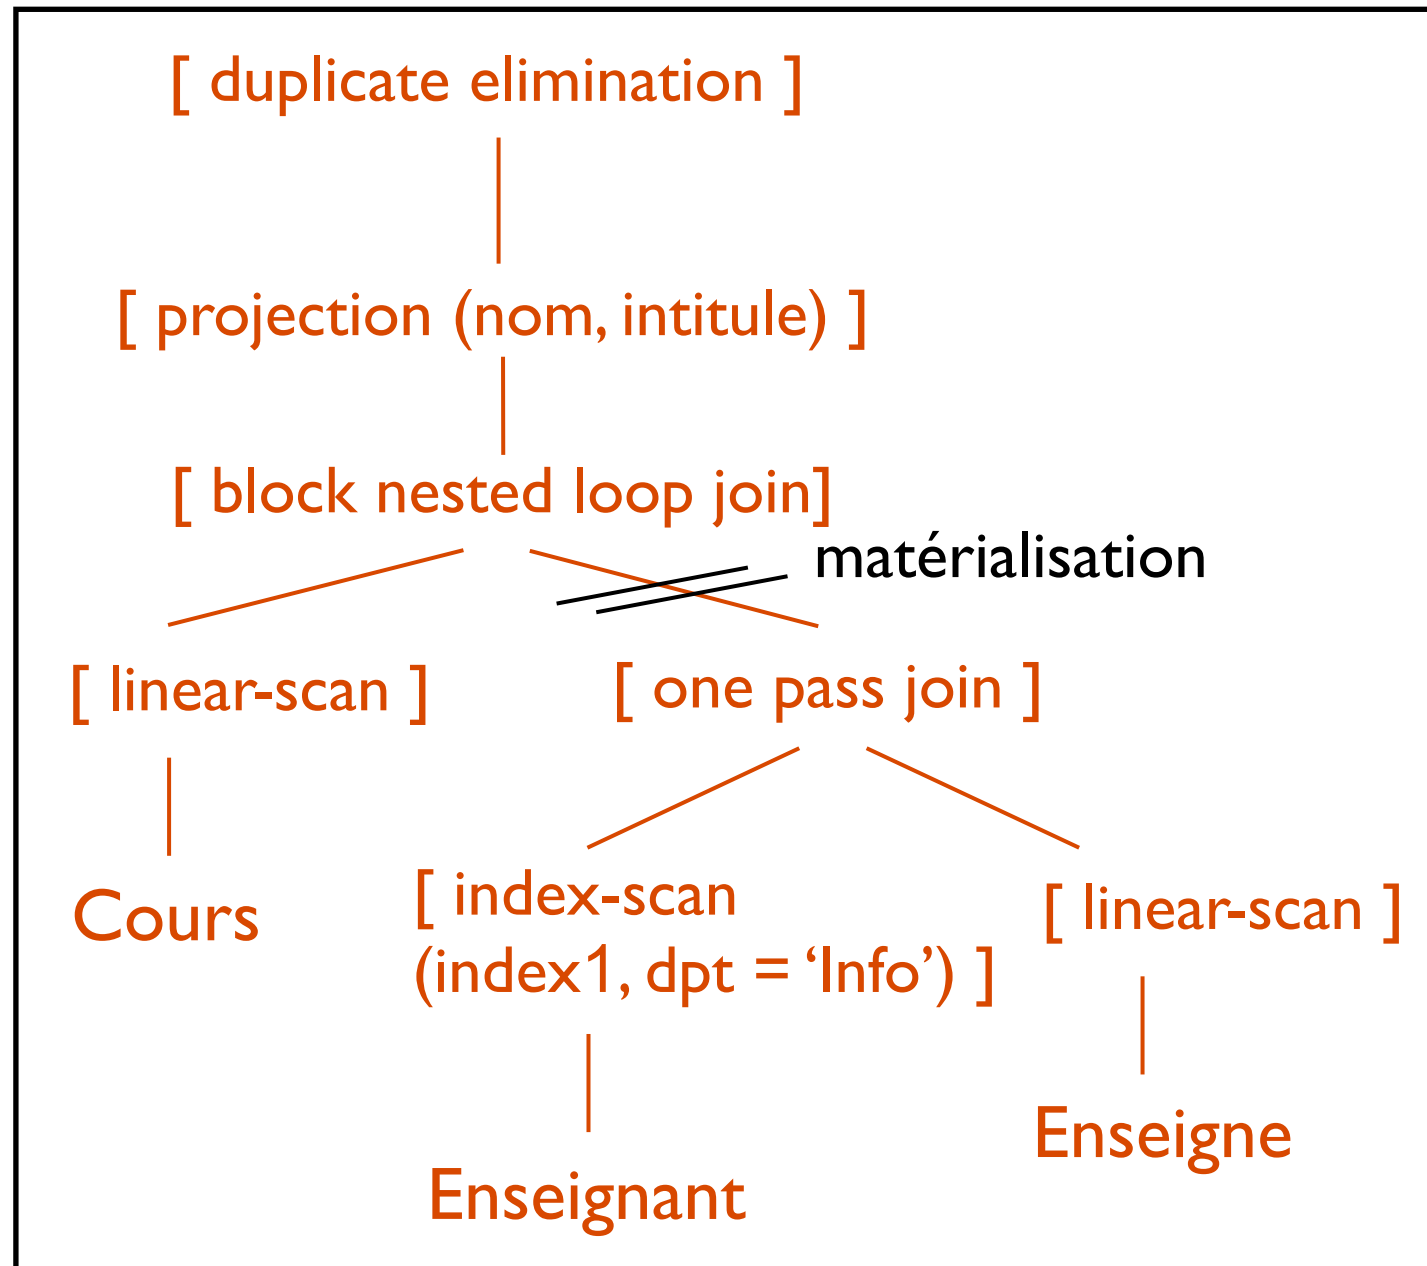 [ duplicate elimination ]
[ projection (nom, intitule) ]
[ block nested loop join]
matérialisation
[ linear-scan ]
[ one pass join ]
Cours
[ index-scan
(index1, dpt = ‘Info’) ]
[ linear-scan ]
Enseignant
Enseigne